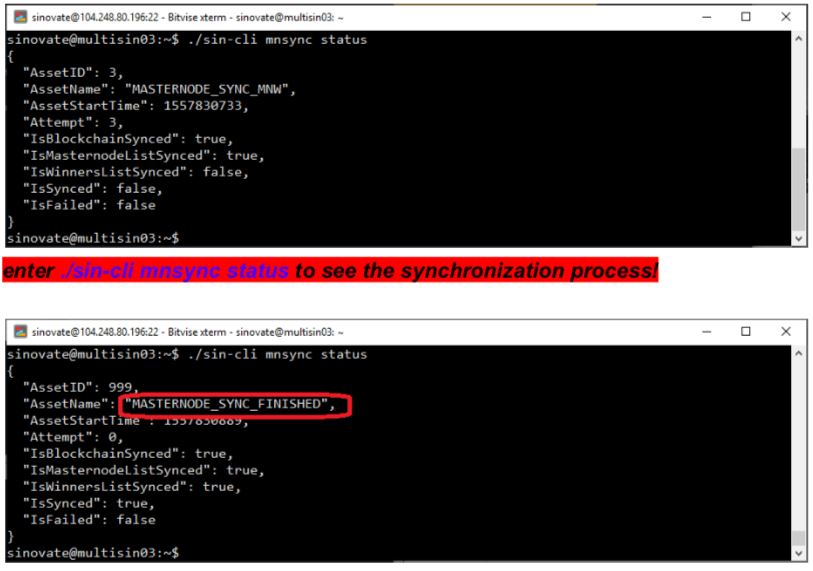 sinovate@104.248.80.196:22 - Bitvise xterm - sinovate@multisin03: ~
sinovate@multisin03:~$ ./sin-cli mnsync status
{
  "AssetID": 3,
  "AssetName": "MASTERNODE_SYNC_MNW",
  "AssetStartTime": 1557830733,
  "Attempt": 3,
  "IsBlockchainSynced": true,
  "IsMasternodeListSynced": true,
  "IsWinnersListSynced": false,
  "IsSynced": false,
  "IsFailed": false
}
sinovate@multisin03:~$
enter ./sin-cli mnsync status to see the synchronization process!
sinovate@104.248.80.196:22 - Bitvise xterm - sinovate@multisin03: ~
sinovate@multisin03:~$ ./sin-cli mnsync status
{
  "AssetID": 999,
  "AssetName": "MASTERNODE_SYNC_FINISHED",
  "AssetStartTime": 1557830889,
  "Attempt": 0,
  "IsBlockchainSynced": true,
  "IsMasternodeListSynced": true,
  "IsWinnersListSynced": true,
  "IsSynced": true,
  "IsFailed": false
}
sinovate@multisin03:~$